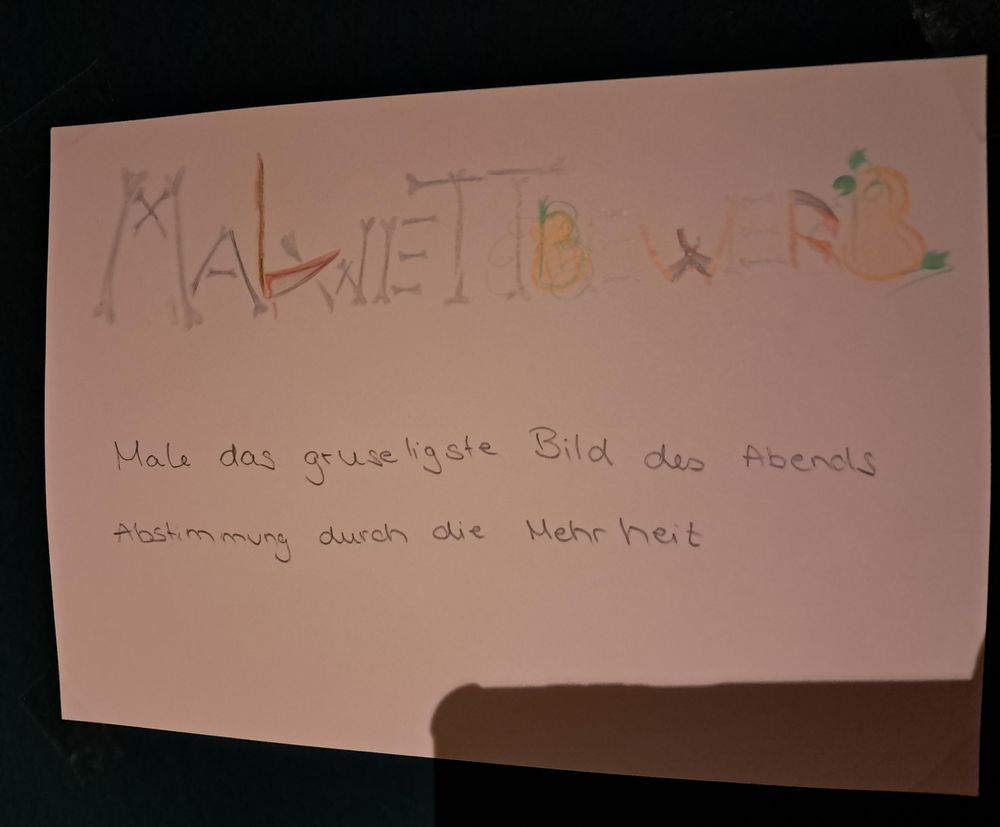 MALWETTBEWERB
Male das gruseligste Bild des Abends
Abstimmung durch die Mehrheit